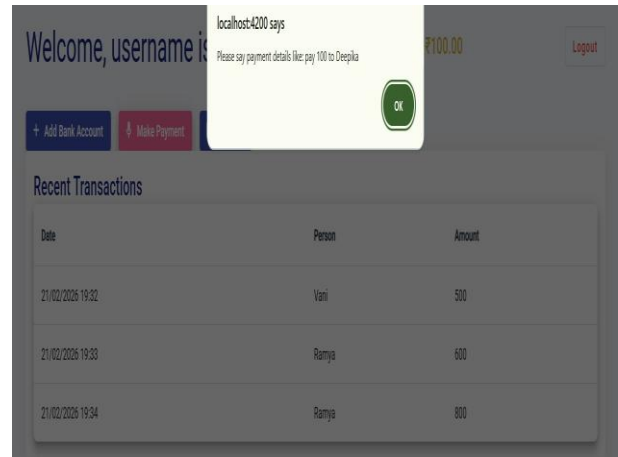 localhost:4200 says
Please say payment details like: pay 100 to Deepika
OK
Welcome, username is
₹100.00
Logout
+ Add Bank Account
Make Payment
Recent Transactions
Date Person Amount
21/02/2026 19:32 Vani 500
21/02/2026 19:33 Ramya 600
21/02/2026 19:34 Ramya 800